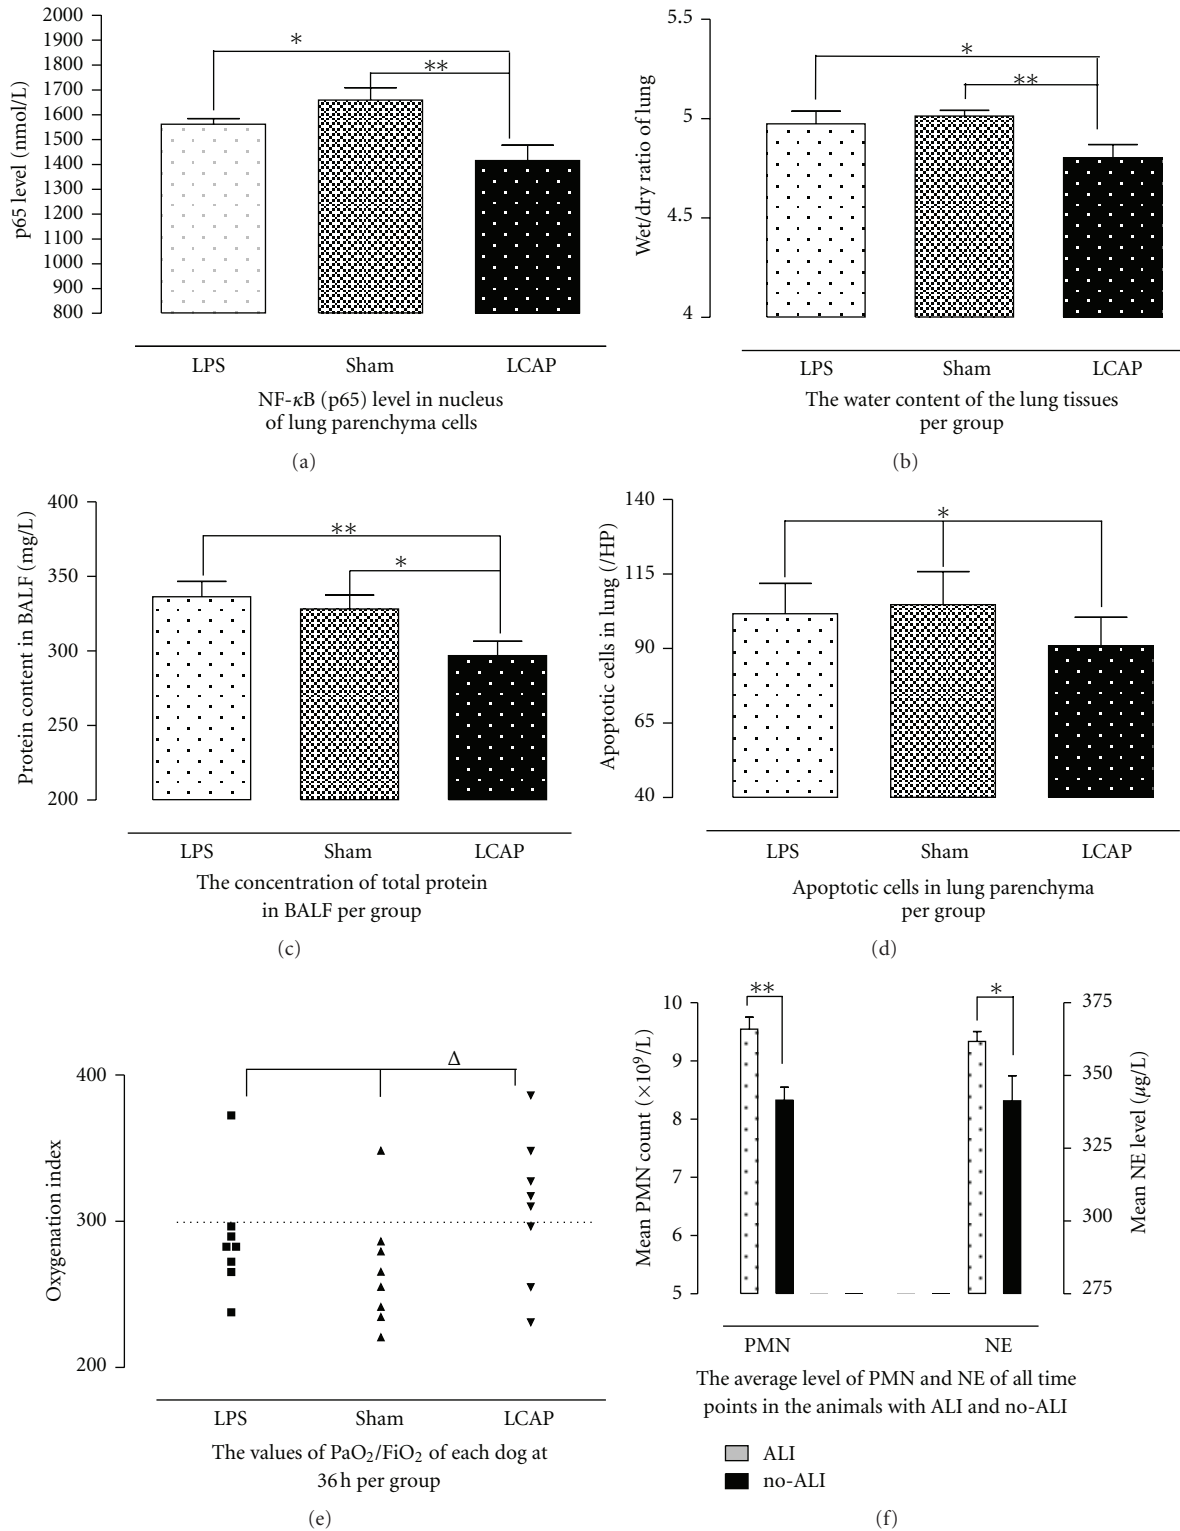 2000
1900
1800
1700
1600
1500
1400
1300
1200
1100
1000
900
800
p65 level (nmol/L)
*
**
LPS Sham LCAP
NF-κB (p65) level in nucleus
of lung parenchyma cells
(a)
5.5
5
4.5
4
Wet/dry ratio of lung
*
**
LPS Sham LCAP
The water content of the lung tissues
per group
(b)
400
350
300
250
200
Protein content in BALF (mg/L)
**
*
LPS Sham LCAP
The concentration of total protein
in BALF per group
(c)
140
115
90
65
40
Apoptotic cells in lung (/HP)
*
LPS Sham LCAP
Apoptotic cells in lung parenchyma
per group
(d)
400
300
200
Oxygenation index
Δ
LPS Sham LCAP
The values of PaO₂/FiO₂ of each dog at
36 h per group
(e)
10
9
8
7
6
5
Mean PMN count (×10⁹/L)
**
*
375
350
325
300
275
Mean NE level (μg/L)
PMN NE
The average level of PMN and NE of all time
points in the animals with ALI and no-ALI
ALI
no-ALI
(f)